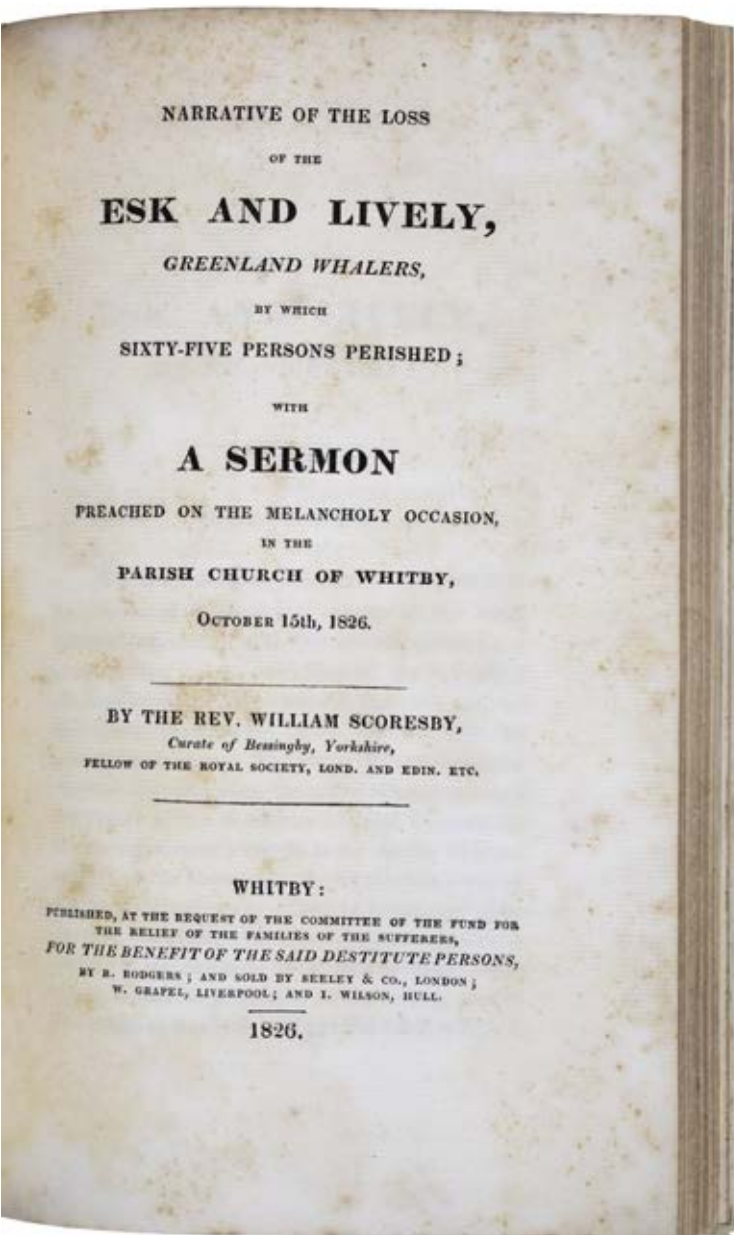 NARRATIVE OF THE LOSS
OF THE
ESK AND LIVELY,
GREENLAND WHALERS,
BY WHICH
SIXTY-FIVE PERSONS PERISHED;
WITH
A SERMON
PREACHED ON THE MELANCHOLY OCCASION,
IN THE
PARISH CHURCH OF WHITBY,
OCTOBER 15th, 1826.
BY THE REV. WILLIAM SCORESBY,
Curate of Bessingby, Yorkshire,
FELLOW OF THE ROYAL SOCIETY, LOND. AND EDIN. ETC.
WHITBY:
PUBLISHED, AT THE REQUEST OF THE COMMITTEE OF THE FUND FOR
THE RELIEF OF THE FAMILIES OF THE SUFFERERS,
FOR THE BENEFIT OF THE SAID DESTITUTE PERSONS,
BY R. RODGERS; AND SOLD BY SEELEY & CO., LONDON;
W. GRAPEL, LIVERPOOL; AND I. WILSON, HULL.
1826.